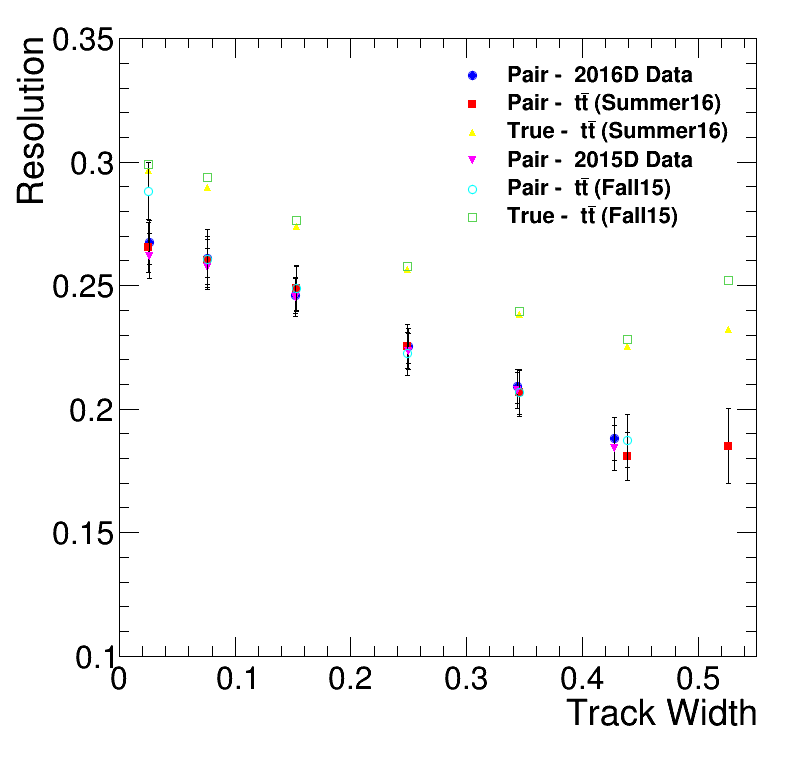 Resolution
0.35
0.3
0.25
0.2
0.15
0.1
Pair - 2016D Data
Pair - tt̄ (Summer16)
True - tt̄ (Summer16)
Pair - 2015D Data
Pair - tt̄ (Fall15)
True - tt̄ (Fall15)
0 0.1 0.2 0.3 0.4 0.5
Track Width